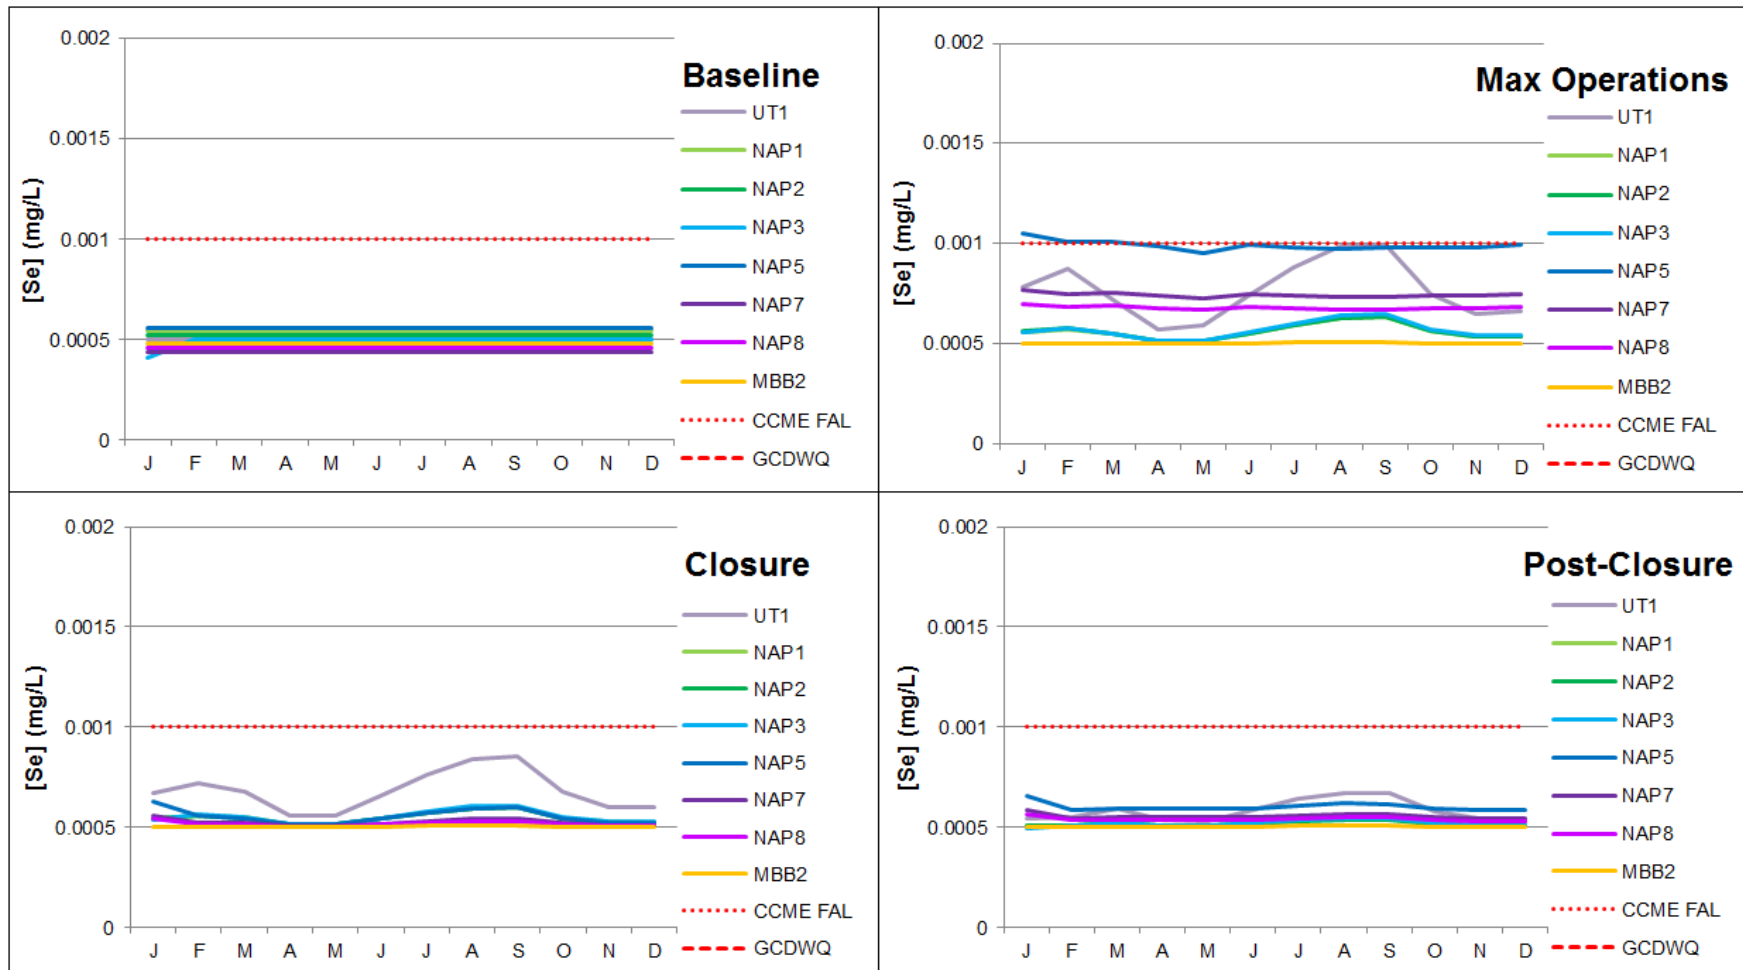 Baseline
[Se] (mg/L)
0.002
0.0015
0.001
0.0005
0
J F M A M J J A S O N D
UT1
NAP1
NAP2
NAP3
NAP5
NAP7
NAP8
MBB2
CCME FAL
GCDWQ
Max Operations
[Se] (mg/L)
0.002
0.0015
0.001
0.0005
0
J F M A M J J A S O N D
UT1
NAP1
NAP2
NAP3
NAP5
NAP7
NAP8
MBB2
CCME FAL
GCDWQ
Closure
[Se] (mg/L)
0.002
0.0015
0.001
0.0005
0
J F M A M J J A S O N D
UT1
NAP1
NAP2
NAP3
NAP5
NAP7
NAP8
MBB2
CCME FAL
GCDWQ
Post-Closure
[Se] (mg/L)
0.002
0.0015
0.001
0.0005
0
J F M A M J J A S O N D
UT1
NAP1
NAP2
NAP3
NAP5
NAP7
NAP8
MBB2
CCME FAL
GCDWQ